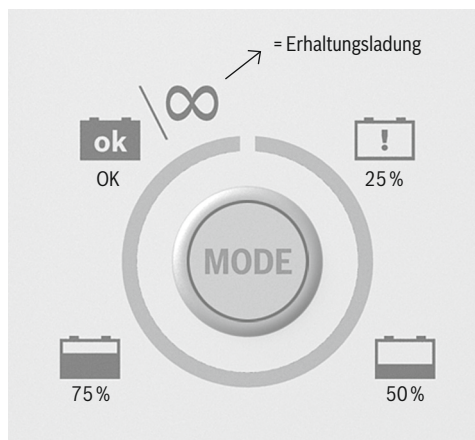 = Erhaltungsladung
ok
OK
!
25 %
MODE
75 %
50 %